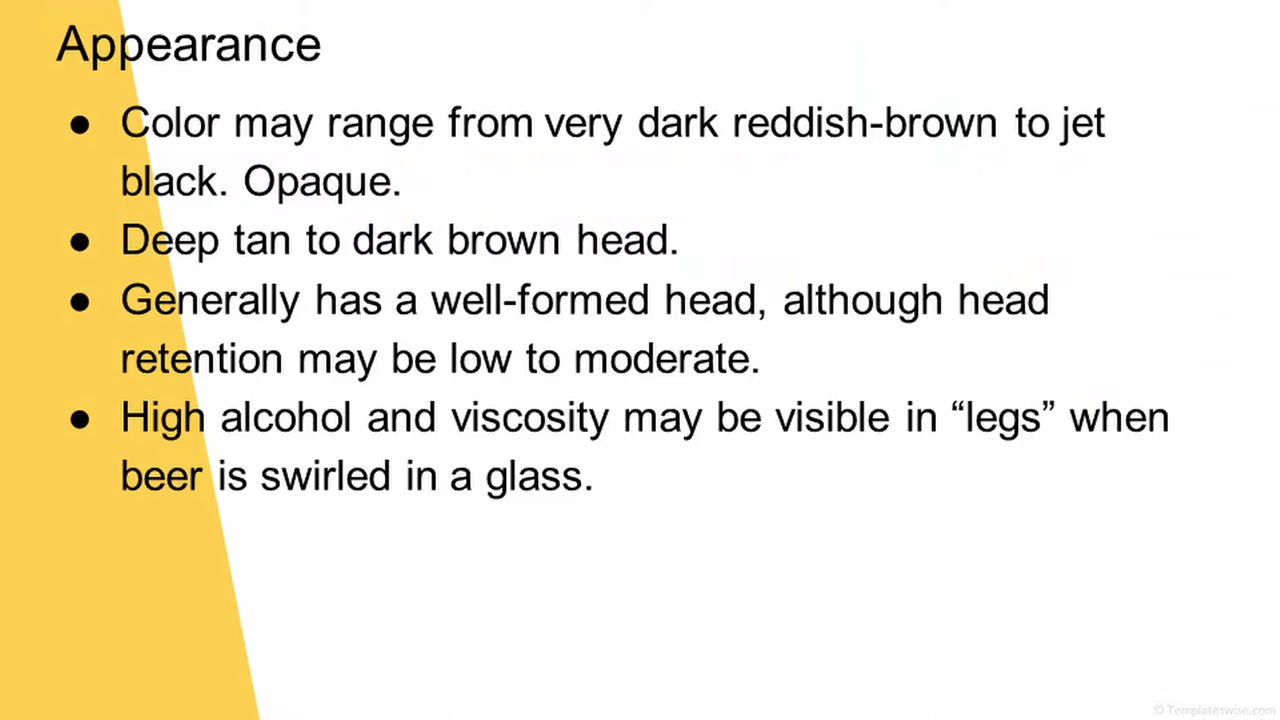 Appearance
● Color may range from very dark reddish-brown to jet
black. Opaque.
● Deep tan to dark brown head.
● Generally has a well-formed head, although head
retention may be low to moderate.
● High alcohol and viscosity may be visible in “legs” when
beer is swirled in a glass.
© Templateswise.com